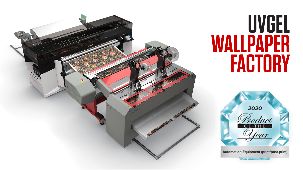 UVGEL
WALLPAPER
FACTORY
2020
Product
OF THE
Year